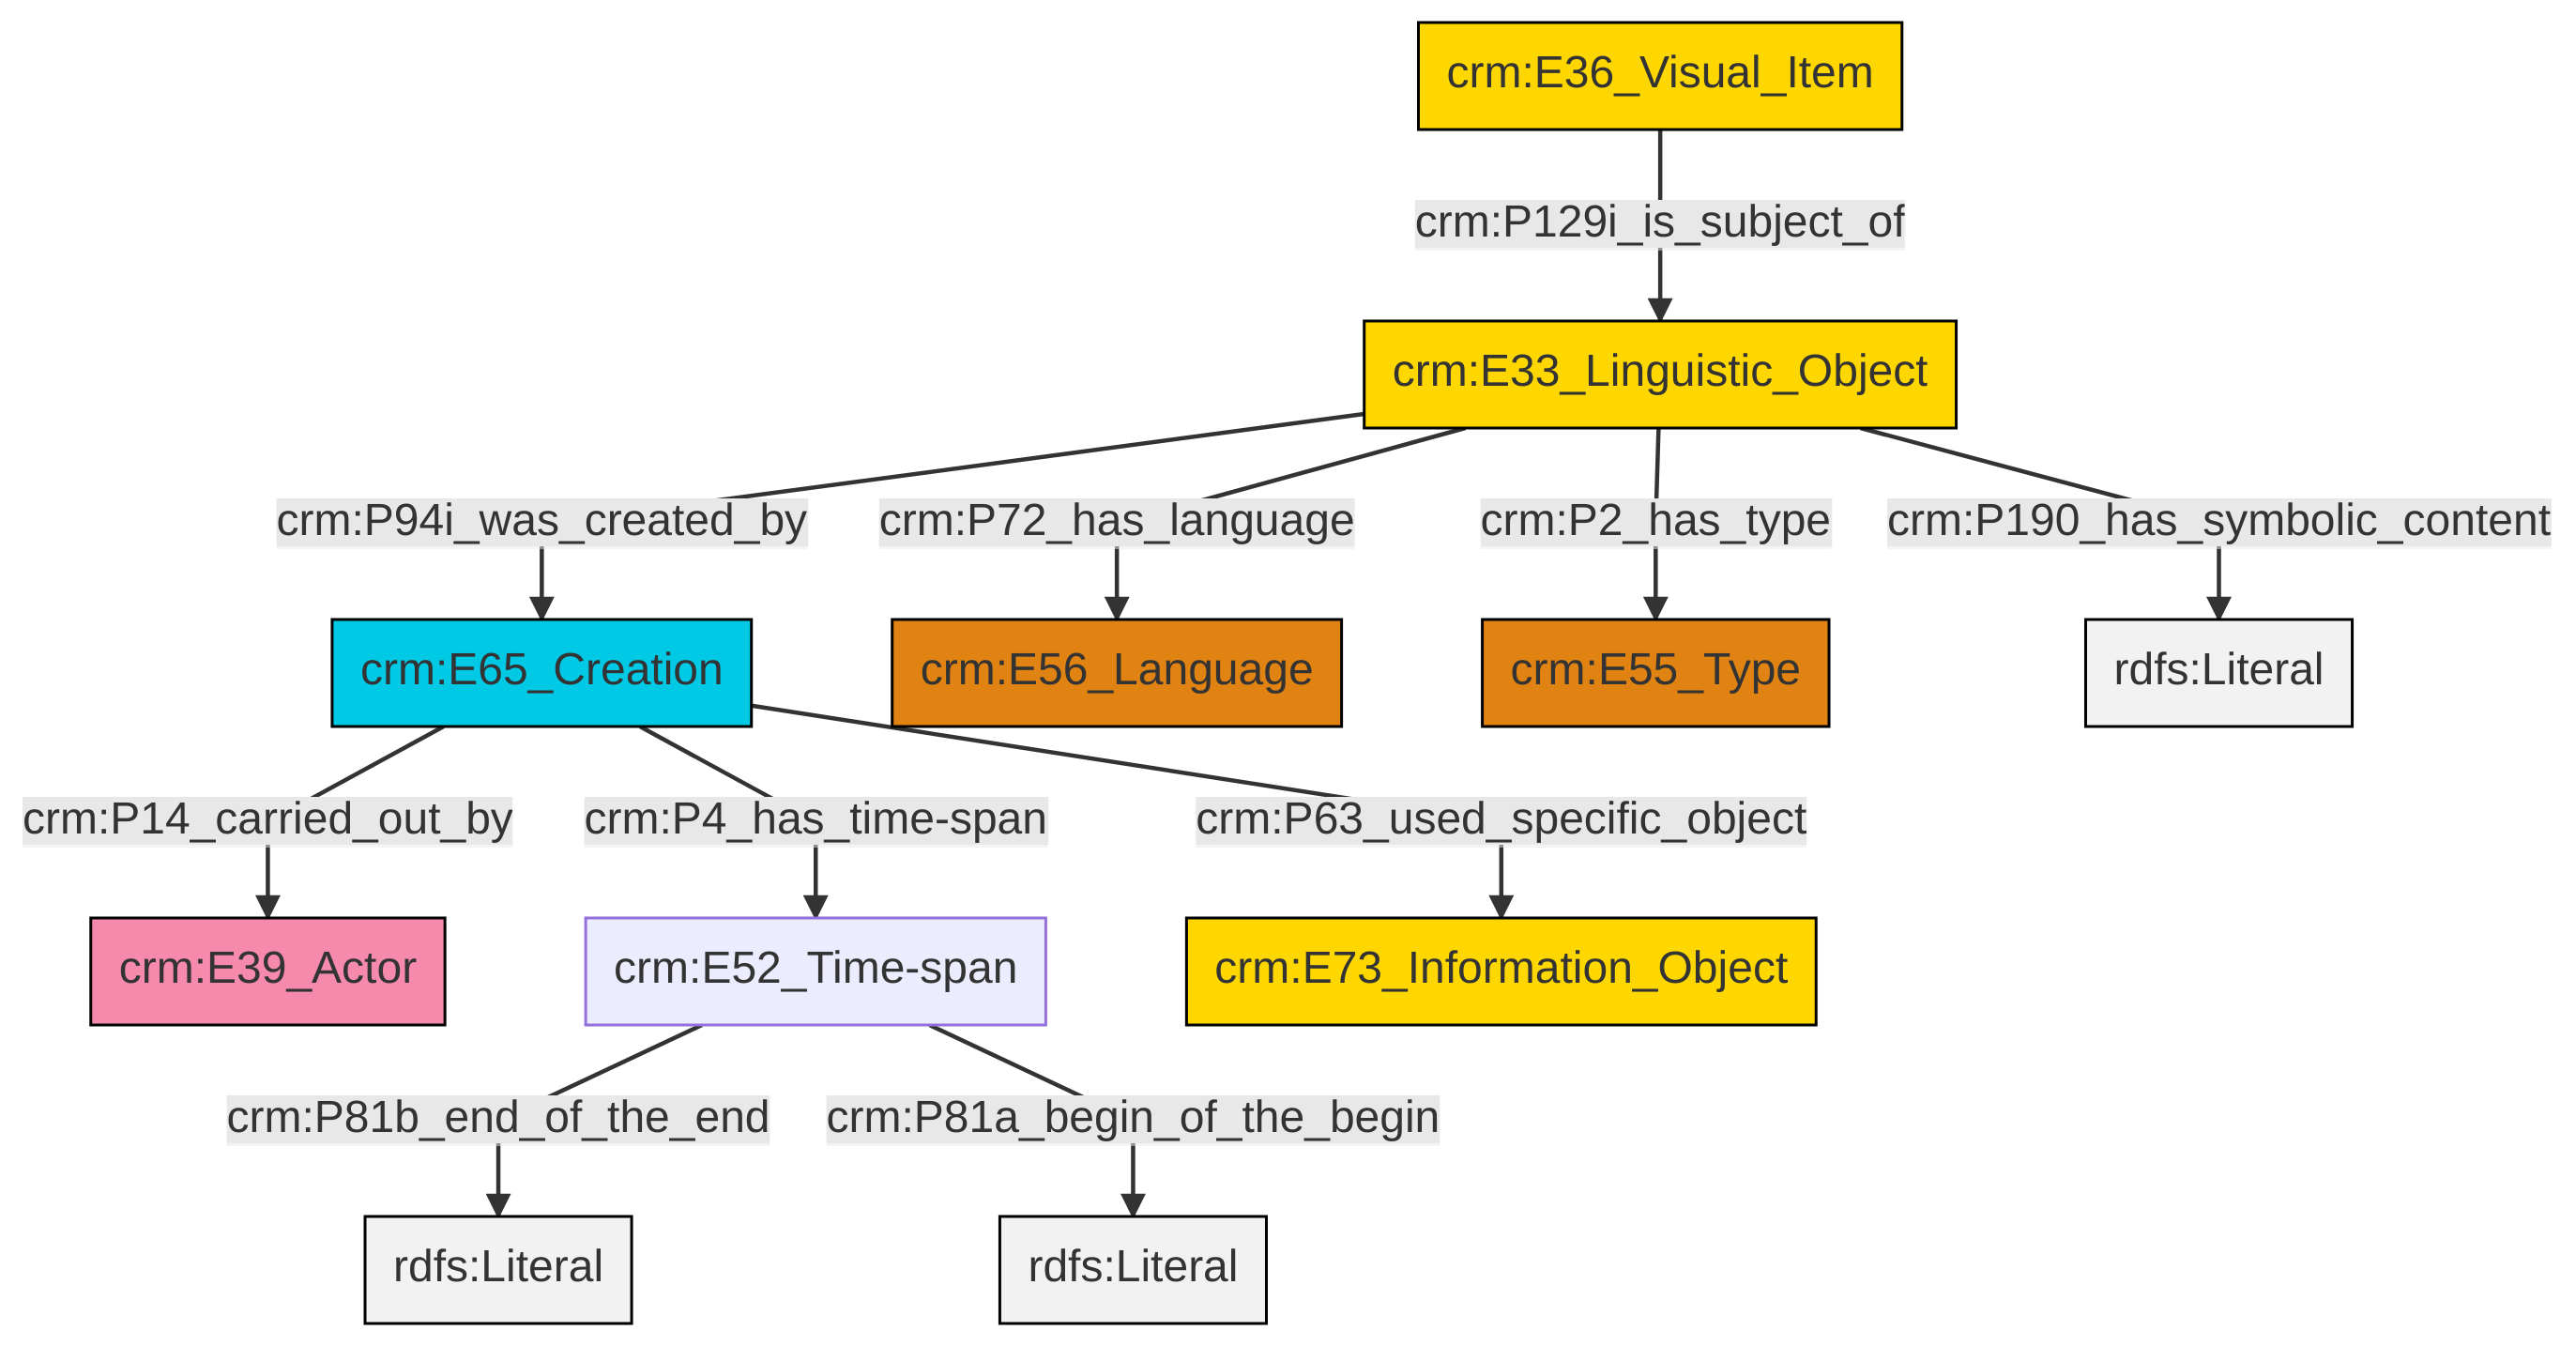 crm:E36_Visual_Item
crm:P129i_is_subject_of
crm:E33_Linguistic_Object
crm:P94i_was_created_by
crm:P72_has_language
crm:P2_has_type
crm:P190_has_symbolic_content
crm:E65_Creation
crm:E56_Language
crm:E55_Type
rdfs:Literal
crm:P14_carried_out_by
crm:P4_has_time-span
crm:P63_used_specific_object
crm:E39_Actor
crm:E52_Time-span
crm:E73_Information_Object
crm:P81b_end_of_the_end
crm:P81a_begin_of_the_begin
rdfs:Literal
rdfs:Literal